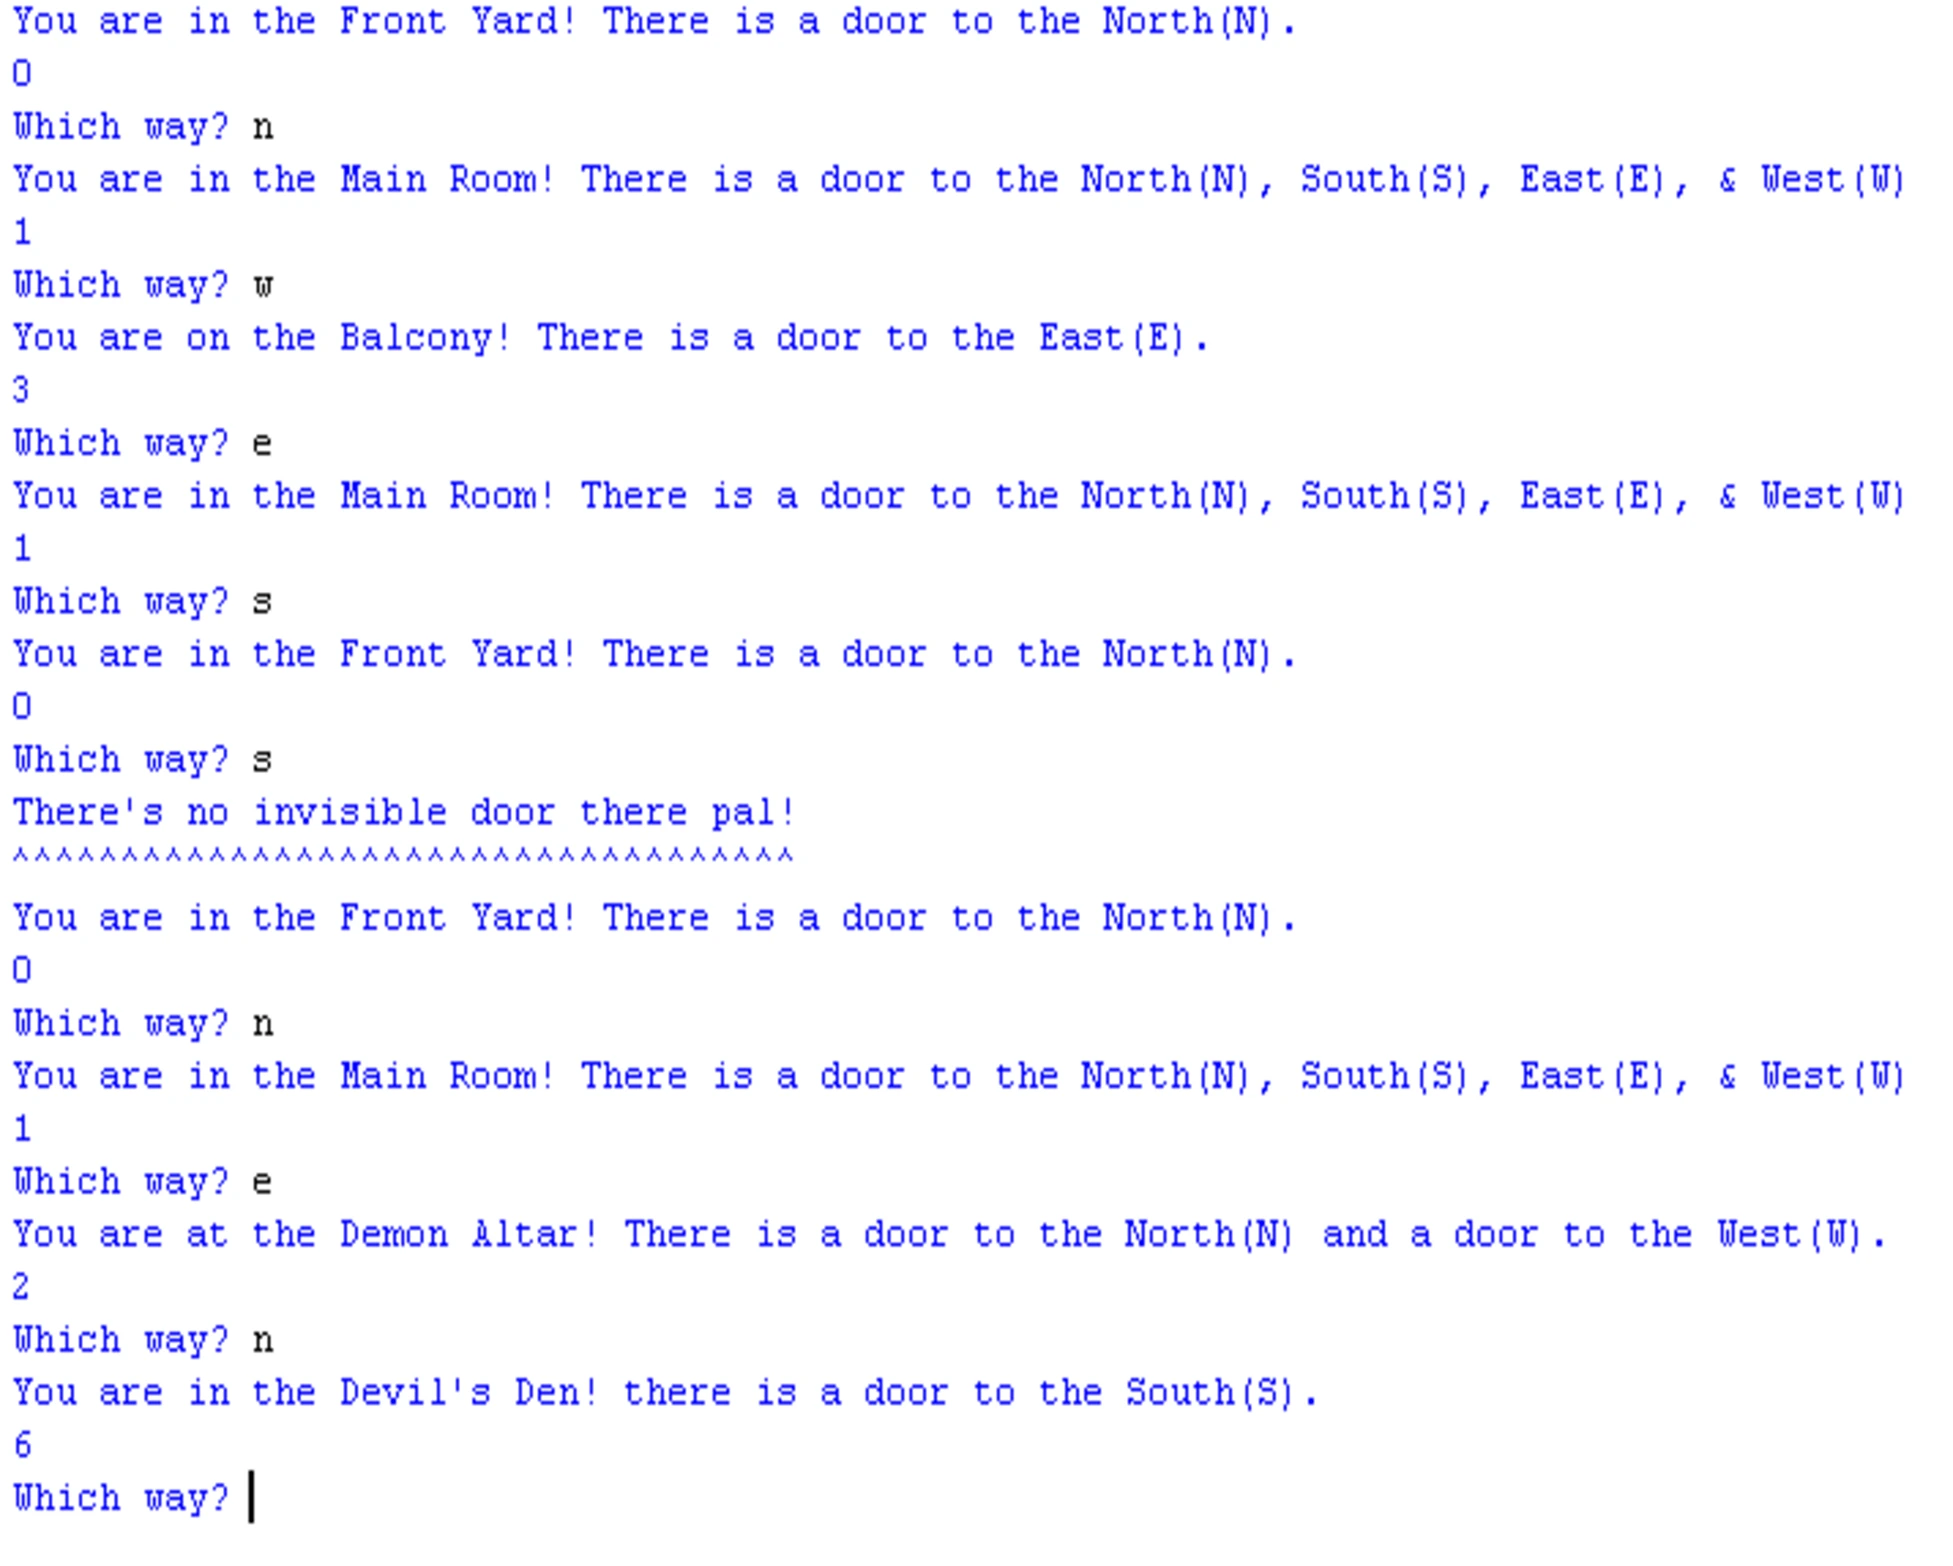 You are in the Front Yard! There is a door to the North(N).
0
Which way? n
You are in the Main Room! There is a door to the North(N), South(S), East(E), & West(W)
1
Which way? w
You are on the Balcony! There is a door to the East(E).
3
Which way? e
You are in the Main Room! There is a door to the North(N), South(S), East(E), & West(W)
1
Which way? s
You are in the Front Yard! There is a door to the North(N).
0
Which way? s
There's no invisible door there pal!
^^^^^^^^^^^^^^^^^^^^^^^^^^^^^^^^^^^^
You are in the Front Yard! There is a door to the North(N).
0
Which way? n
You are in the Main Room! There is a door to the North(N), South(S), East(E), & West(W)
1
Which way? e
You are at the Demon Altar! There is a door to the North(N) and a door to the West(W).
2
Which way? n
You are in the Devil's Den! there is a door to the South(S).
6
Which way?